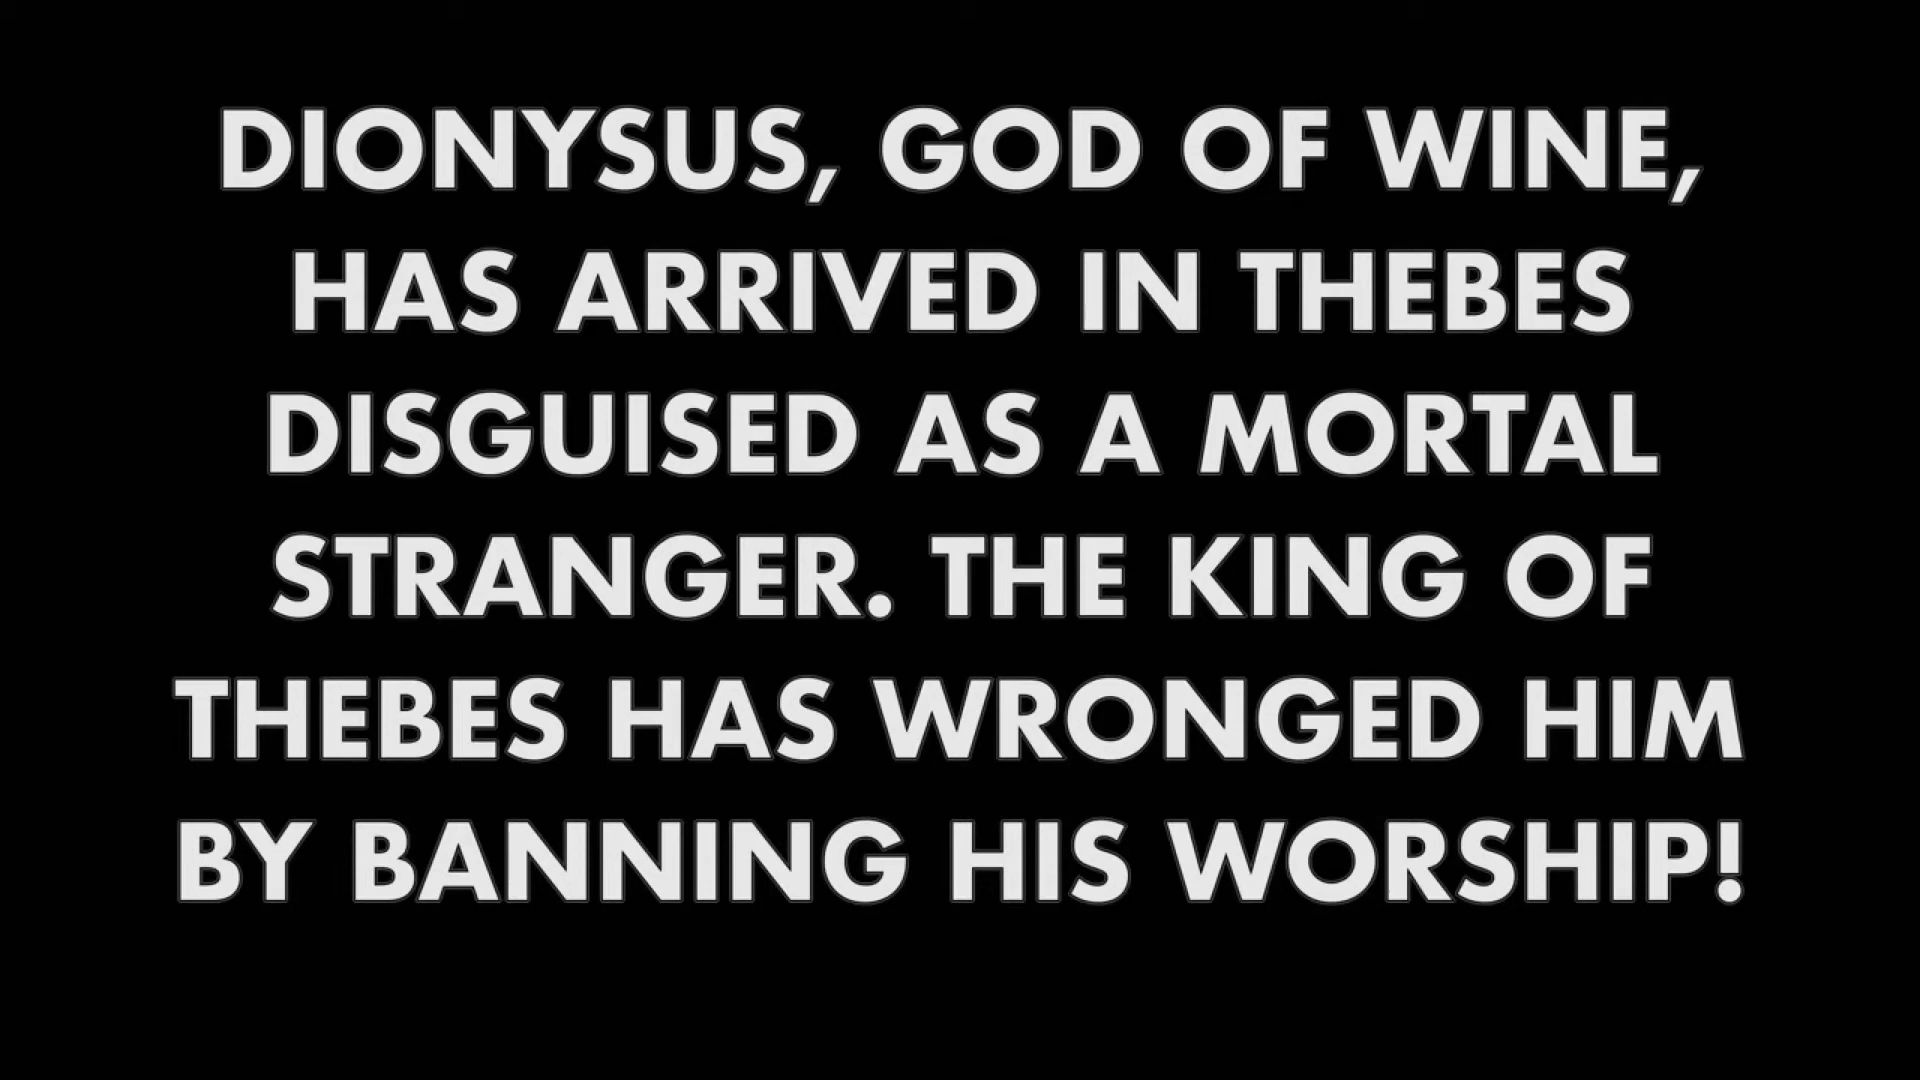 DIONYSUS, GOD OF WINE,
HAS ARRIVED IN THEBES
DISGUISED AS A MORTAL
STRANGER. THE KING OF
THEBES HAS WRONGED HIM
BY BANNING HIS WORSHIP!